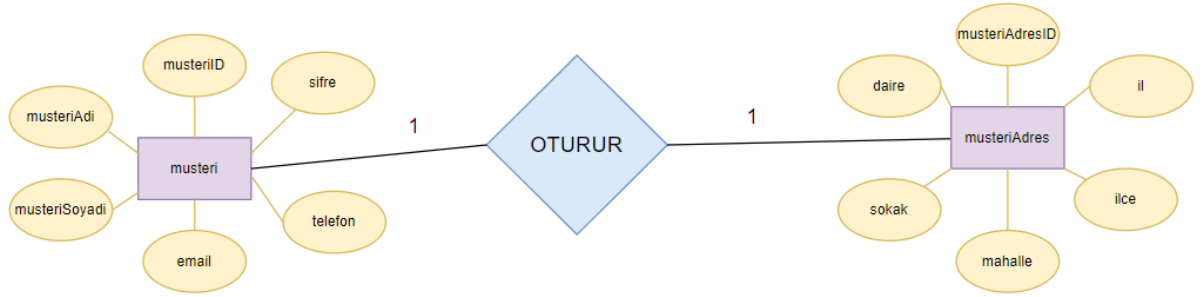 musteriID
sifre
musteriAdi
musteri
musteriSoyadi
telefon
email
1
OTURUR
1
musteriAdresID
daire
il
musteriAdres
sokak
ilce
mahalle